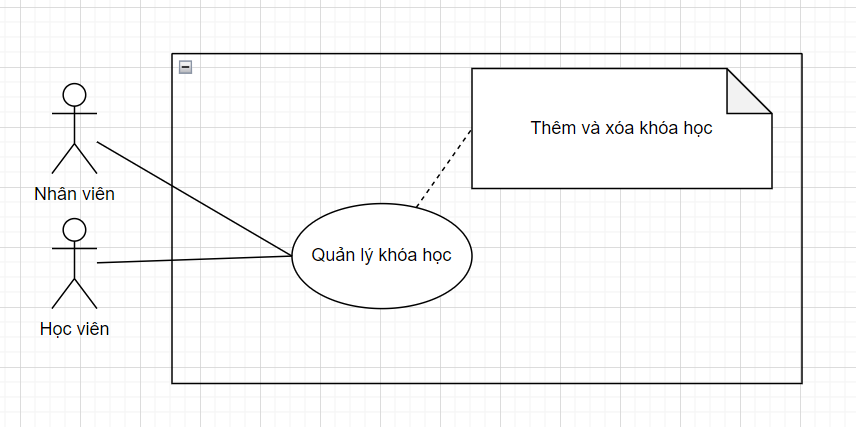 Thêm và xóa khóa học
Nhân viên
Quản lý khóa học
Học viên